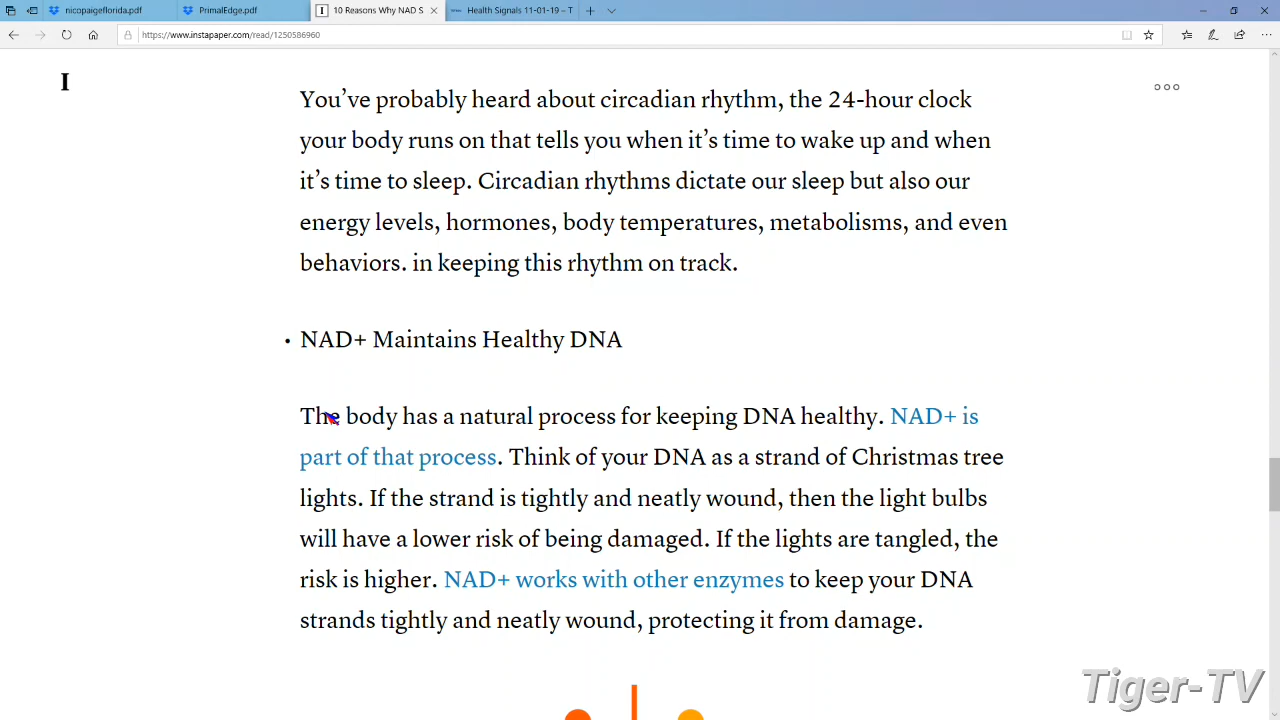 nicopaigeflorida.pdf
PrimalEdge.pdf
I 10 Reasons Why NAD S
Health Signals 11-01-19 – T
https://www.instapaper.com/read/1250586960
I
You’ve probably heard about circadian rhythm, the 24-hour clock
your body runs on that tells you when it’s time to wake up and when
it’s time to sleep. Circadian rhythms dictate our sleep but also our
energy levels, hormones, body temperatures, metabolisms, and even
behaviors. in keeping this rhythm on track.
• NAD+ Maintains Healthy DNA
The body has a natural process for keeping DNA healthy. NAD+ is
part of that process. Think of your DNA as a strand of Christmas tree
lights. If the strand is tightly and neatly wound, then the light bulbs
will have a lower risk of being damaged. If the lights are tangled, the
risk is higher. NAD+ works with other enzymes to keep your DNA
strands tightly and neatly wound, protecting it from damage.
Tiger-TV